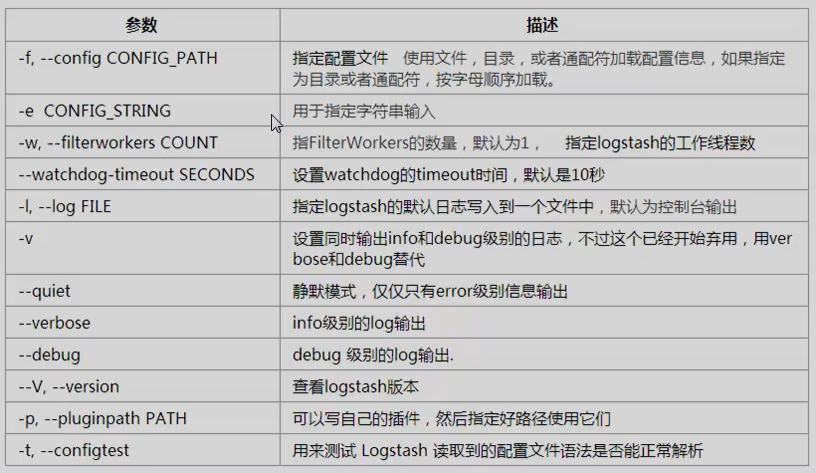 参数 描述
-f, --config CONFIG_PATH 指定配置文件 使用文件，目录，或者通配符加载配置信息，如果指定
为目录或者通配符，按字母顺序加载。
-e CONFIG_STRING 用于指定字符串输入
-w, --filterworkers COUNT 指FilterWorkers的数量，默认为1， 指定logstash的工作线程数
--watchdog-timeout SECONDS 设置watchdog的timeout时间，默认是10秒
-l, --log FILE 指定logstash的默认日志写入到一个文件中，默认为控制台输出
-v 设置同时输出info和debug级别的日志，不过这个已经开始弃用，用ver
bose和debug替代
--quiet 静默模式，仅仅只有error级别信息输出
--verbose info级别的log输出
--debug debug 级别的log输出.
--V, --version 查看logstash版本
-p, --pluginpath PATH 可以写自己的插件，然后指定好路径使用它们
-t, --configtest 用来测试 Logstash 读取到的配置文件语法是否能正常解析